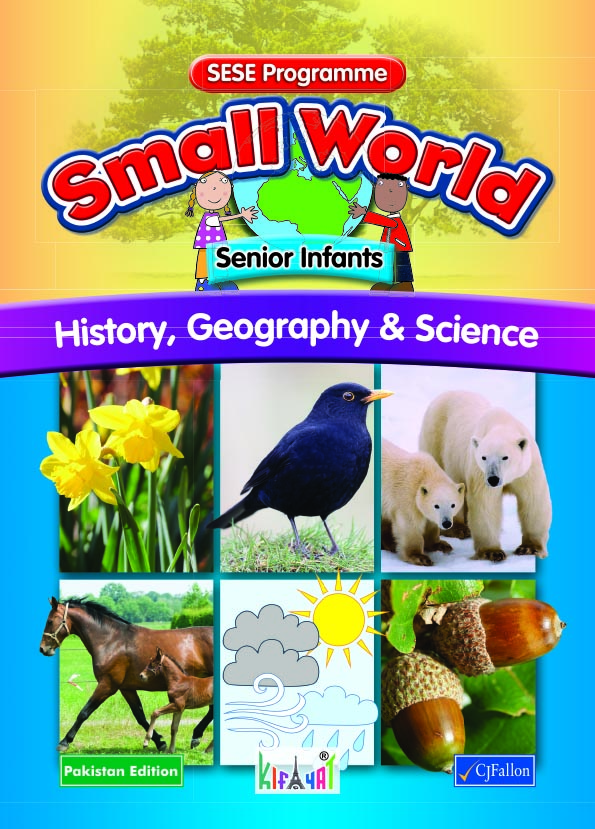 SESE Programme
Small World
Senior Infants
History, Geography & Science
Pakistan Edition
KIFAYAT®
CJFallon